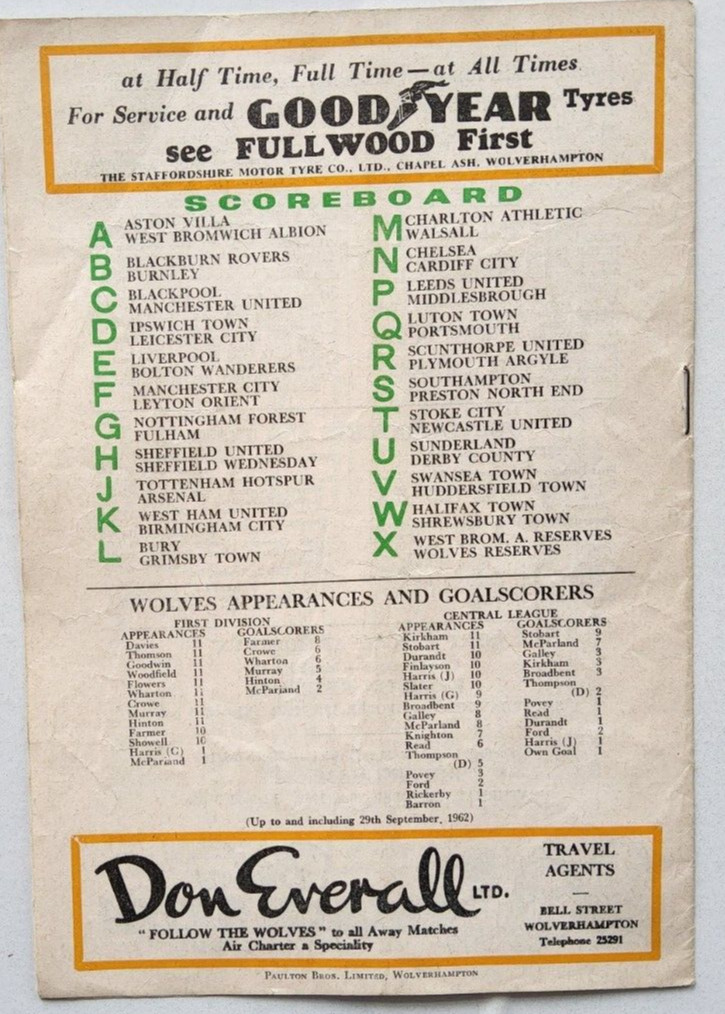 at Half Time, Full Time—at All Times
For Service and GOOD YEAR Tyres
see FULLWOOD First
THE STAFFORDSHIRE MOTOR TYRE CO., LTD., CHAPEL ASH, WOLVERHAMPTON
SCOREBOARD
A ASTON VILLA
WEST BROMWICH ALBION
B BLACKBURN ROVERS
BURNLEY
C BLACKPOOL
MANCHESTER UNITED
D IPSWICH TOWN
LEICESTER CITY
E LIVERPOOL
BOLTON WANDERERS
F MANCHESTER CITY
LEYTON ORIENT
G NOTTINGHAM FOREST
FULHAM
H SHEFFIELD UNITED
SHEFFIELD WEDNESDAY
J TOTTENHAM HOTSPUR
ARSENAL
K WEST HAM UNITED
BIRMINGHAM CITY
L BURY
GRIMSBY TOWN
M CHARLTON ATHLETIC
WALSALL
N CHELSEA
CARDIFF CITY
P LEEDS UNITED
MIDDLESBROUGH
Q LUTON TOWN
PORTSMOUTH
R SCUNTHORPE UNITED
PLYMOUTH ARGYLE
S SOUTHAMPTON
PRESTON NORTH END
T STOKE CITY
NEWCASTLE UNITED
U SUNDERLAND
DERBY COUNTY
V SWANSEA TOWN
HUDDERSFIELD TOWN
W HALIFAX TOWN
SHREWSBURY TOWN
X WEST BROM. A. RESERVES
WOLVES RESERVES
WOLVES APPEARANCES AND GOALSCORERS
FIRST DIVISION
APPEARANCES
Davies 11
Thomson 11
Goodwin 11
Woodfield 11
Flowers 11
Wharton 11
Crowe 11
Murray 11
Hinton 11
Farmer 10
Showell 10
Harris (G) 1
McParland 1
GOALSCORERS
Farmer 8
Crowe 6
Wharton 6
Murray 5
Hinton 4
McParland 2
CENTRAL LEAGUE
APPEARANCES
Kirkham 11
Stobart 11
Durandt 10
Finlayson 10
Harris (J) 10
Slater 10
Harris (G) 9
Broadbent 9
Galley 8
McParland 8
Knighton 7
Read 6
Thompson
(D) 5
Povey 3
Ford 2
Rickerby 1
Barron 1
GOALSCORERS
Stobart 9
McParland 7
Galley 3
Kirkham 3
Broadbent 3
Thompson
(D) 2
Povey 1
Read 1
Durandt 1
Ford 2
Harris (J) 1
Own Goal 1
(Up to and including 29th September, 1962)
Don Everall LTD.
"FOLLOW THE WOLVES" to all Away Matches
Air Charter a Speciality
TRAVEL
AGENTS
—
BELL STREET
WOLVERHAMPTON
Telephone 25291
PAULTON BROS. LIMITED, WOLVERHAMPTON